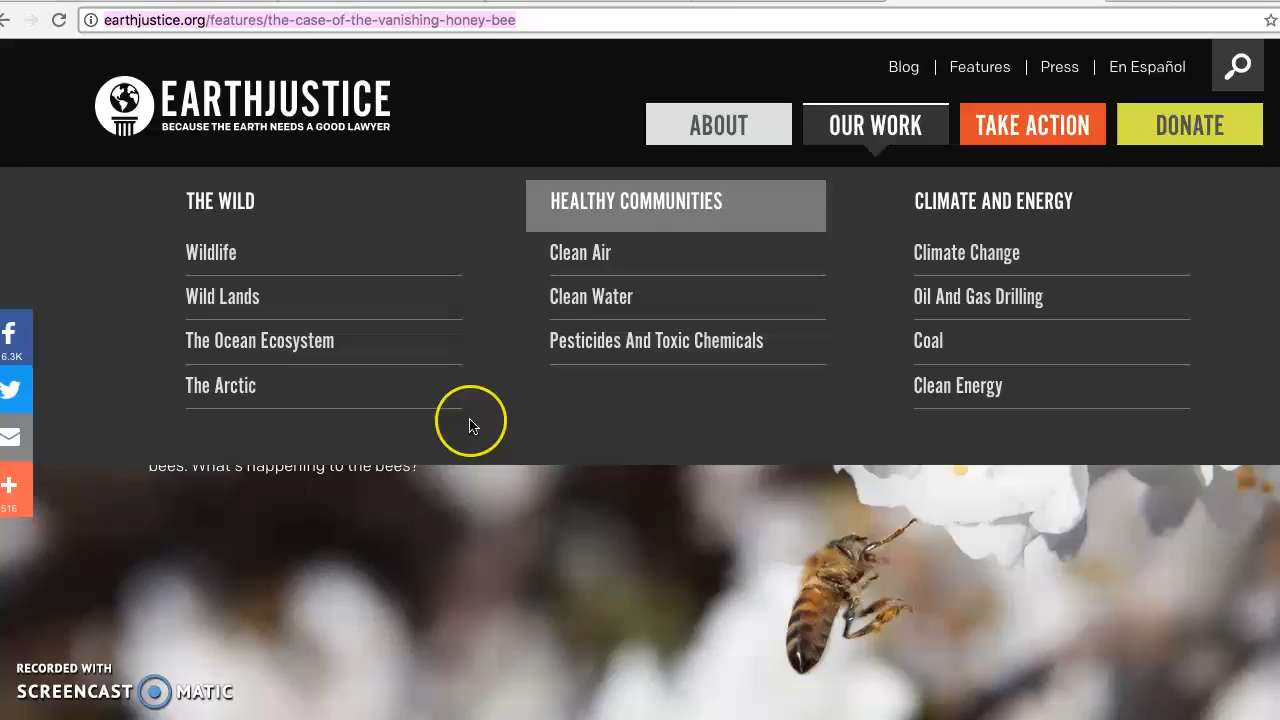 earthjustice.org/features/the-case-of-the-vanishing-honey-bee
Blog | Features | Press | En Español
EARTHJUSTICE
BECAUSE THE EARTH NEEDS A GOOD LAWYER
ABOUT OUR WORK TAKE ACTION DONATE
THE WILD
Wildlife
Wild Lands
The Ocean Ecosystem
The Arctic
HEALTHY COMMUNITIES
Clean Air
Clean Water
Pesticides And Toxic Chemicals
CLIMATE AND ENERGY
Climate Change
Oil And Gas Drilling
Coal
Clean Energy
6.3K
516
bees. What's happening to the bees?
RECORDED WITH
SCREENCAST MATIC